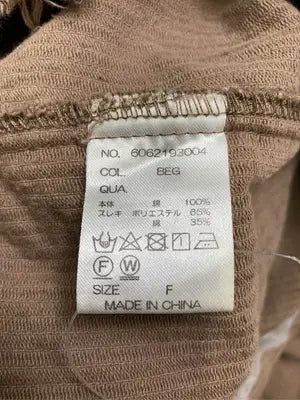 NO. 6062193004
COL. BEG
QUA.
本体 綿 100%
スレキ ポリエステル 65%
綿 35%
F W
SIZE F
MADE IN CHINA